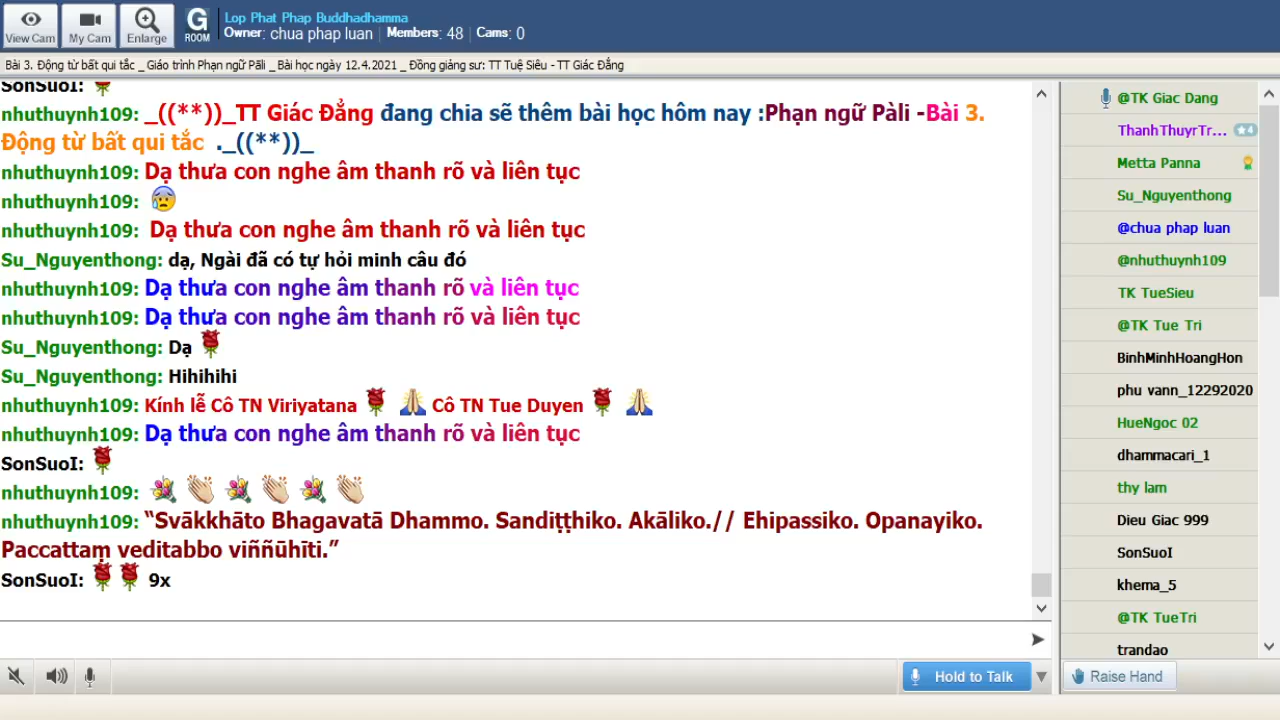 View Cam
My Cam
Enlarge
G
ROOM
Lop Phat Phap Buddhadhamma
Owner: chua phap luan Members: 48 Cams: 0
Bài 3. Động từ bất qui tắc _ Giáo trình Phạn ngữ Pāli _ Bài học ngày 12.4.2021 _ Đồng giảng sư: TT Tuệ Siêu - TT Giác Đẳng
SonSuoI:
nhuthuynh109: _((**))_TT Giác Đẳng đang chia sẽ thêm bài học hôm nay :Phạn ngữ Pàli -Bài 3.
Động từ bất qui tắc ._((**))_
nhuthuynh109: Dạ thưa con nghe âm thanh rõ và liên tục
nhuthuynh109: 😰
nhuthuynh109: Dạ thưa con nghe âm thanh rõ và liên tục
Su_Nguyenthong: dạ, Ngài đã có tự hỏi minh câu đó
nhuthuynh109: Dạ thưa con nghe âm thanh rõ và liên tục
nhuthuynh109: Dạ thưa con nghe âm thanh rõ và liên tục
Su_Nguyenthong: Dạ 🌹
Su_Nguyenthong: Hihihihi
nhuthuynh109: Kính lễ Cô TN Viriyatana 🌹 🙏 Cô TN Tue Duyen 🌹 🙏
nhuthuynh109: Dạ thưa con nghe âm thanh rõ và liên tục
SonSuoI: 🌹
nhuthuynh109: 💐 👏 💐 👏 💐 👏
nhuthuynh109: “Svākkhāto Bhagavatā Dhammo. Sandiṭṭhiko. Akāliko.// Ehipassiko. Opanayiko.
Paccattaṃ veditabbo viññūhīti.”
SonSuoI: 🌹🌹 9x
@TK Giac Dang
ThanhThuyrTr... 4
Metta Panna
Su_Nguyenthong
@chua phap luan
@nhuthuynh109
TK TueSieu
@TK Tue Tri
BinhMinhHoangHon
phu vann_12292020
HueNgoc 02
dhammacari_1
thy lam
Dieu Giac 999
SonSuoI
khema_5
@TK TueTri
trandao
Hold to Talk
Raise Hand